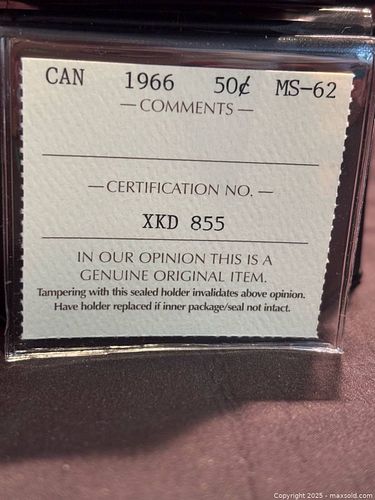 CAN 1966 50¢ MS-62
— COMMENTS —
— CERTIFICATION NO. —
XKD 855
IN OUR OPINION THIS IS A
GENUINE ORIGINAL ITEM.
Tampering with this sealed holder invalidates above opinion.
Have holder replaced if inner package/seal not intact.
Copyright 2025 - maxsold.com